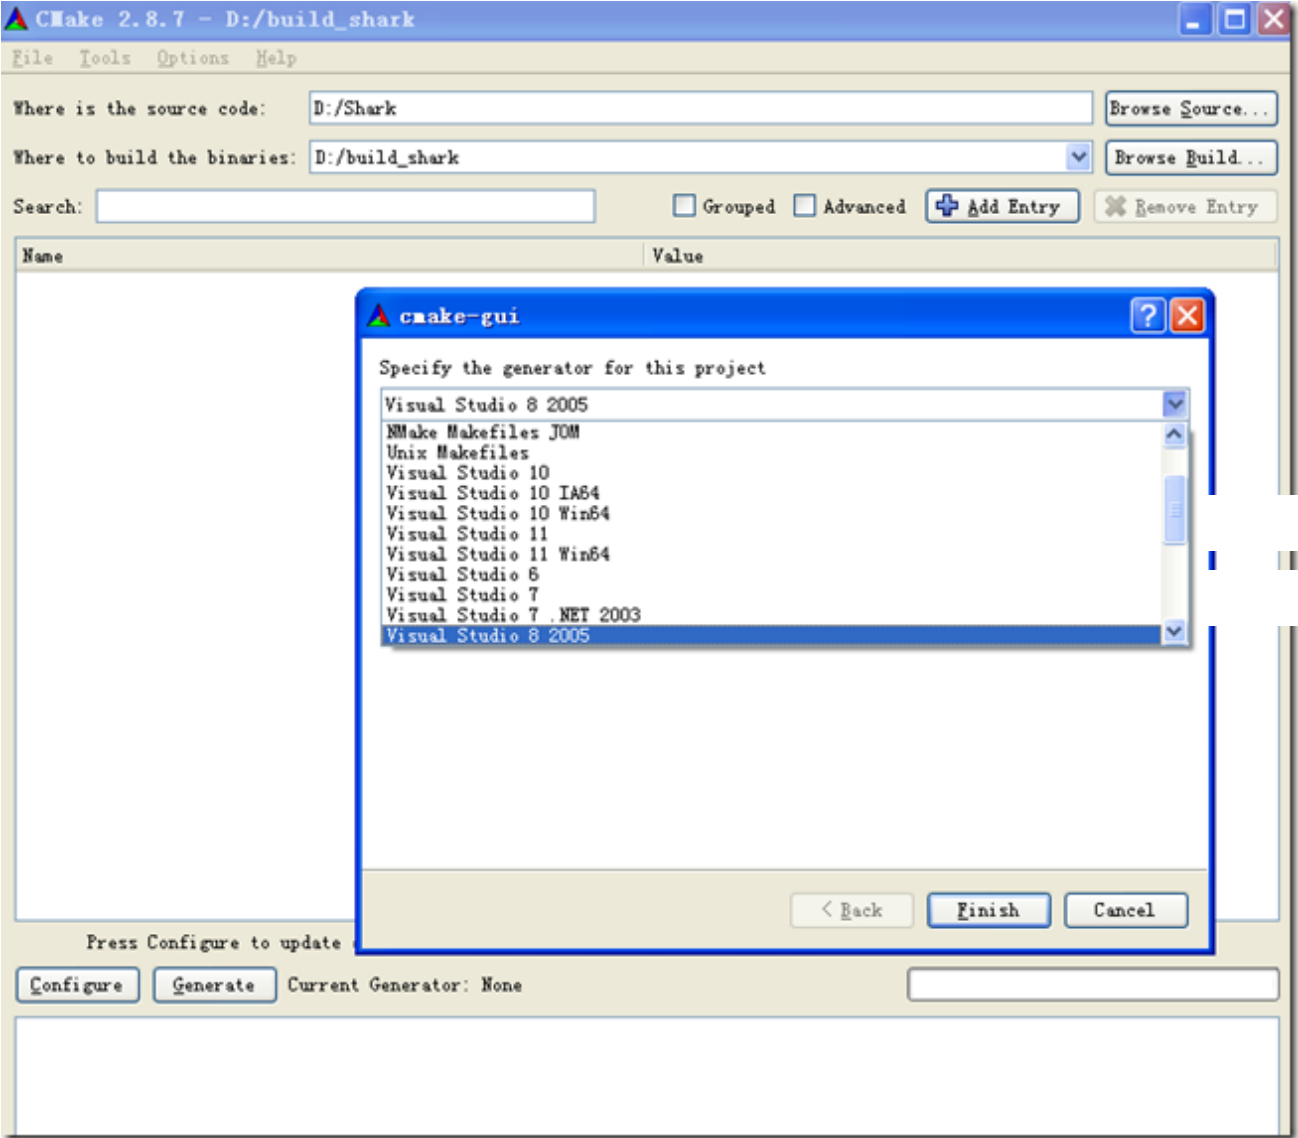 CMake 2.8.7 - D:/build_shark
File Tools Options Help
Where is the source code: D:/Shark Browse Source...
Where to build the binaries: D:/build_shark Browse Build...
Search: Grouped Advanced Add Entry Remove Entry
Name Value
cmake-gui
Specify the generator for this project
Visual Studio 8 2005
NMake Makefiles JOM
Unix Makefiles
Visual Studio 10
Visual Studio 10 IA64
Visual Studio 10 Win64
Visual Studio 11
Visual Studio 11 Win64
Visual Studio 6
Visual Studio 7
Visual Studio 7 .NET 2003
Visual Studio 8 2005
< Back Finish Cancel
Press Configure to update
Configure Generate Current Generator: None